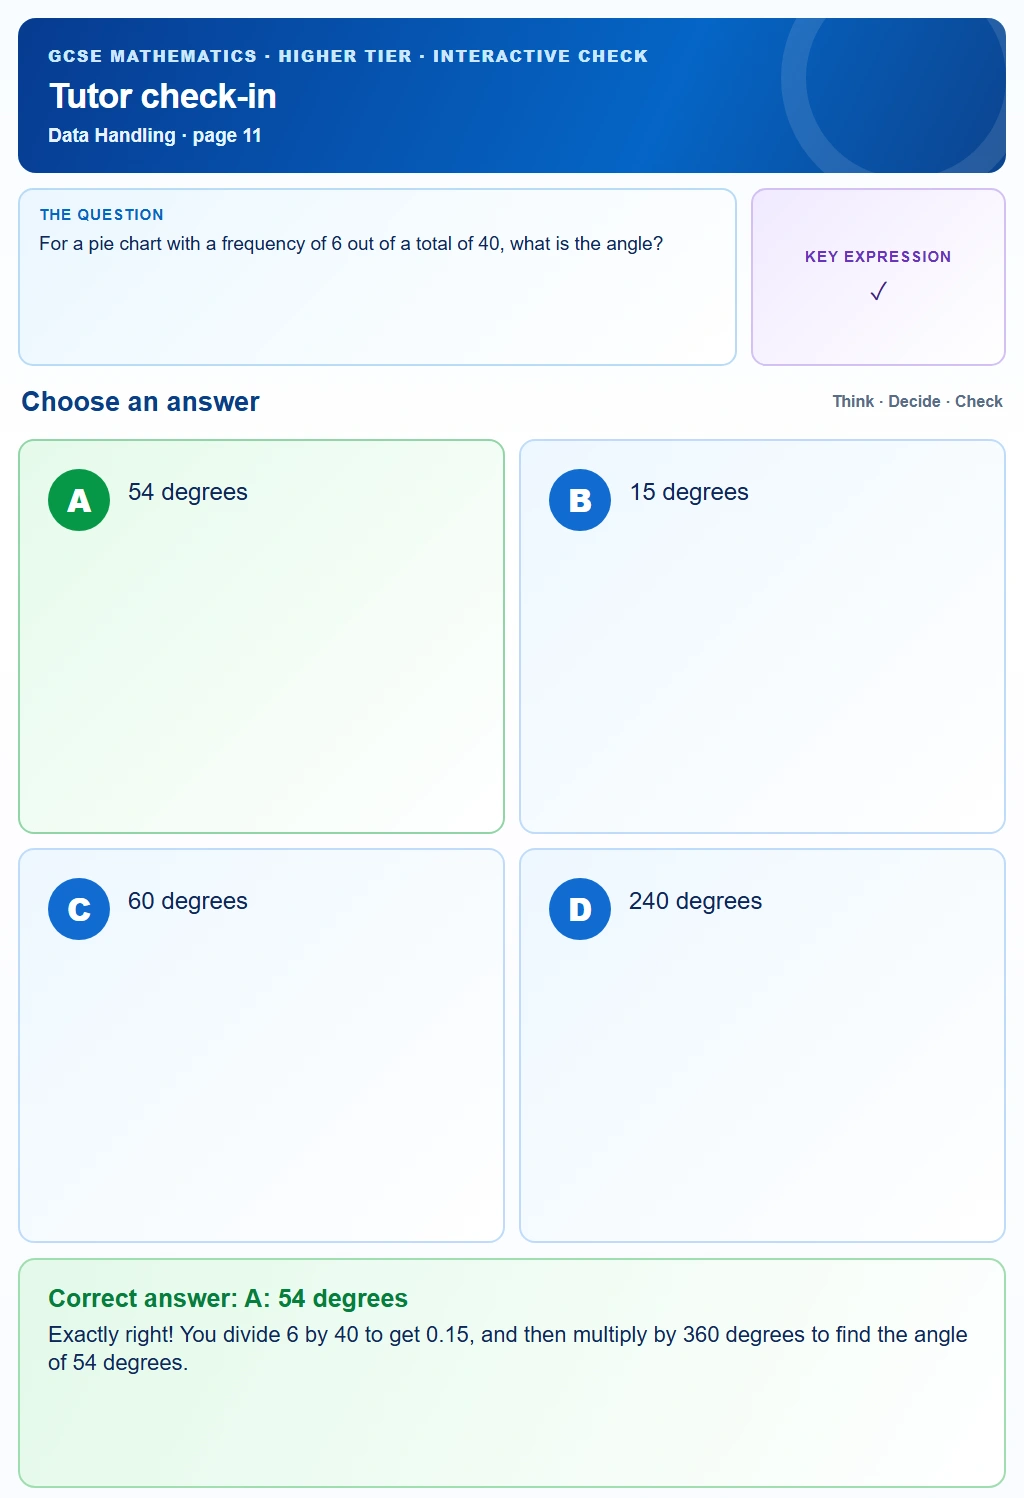 GCSE MATHEMATICS · HIGHER TIER · INTERACTIVE CHECK
Tutor check-in
Data Handling · page 11
THE QUESTION
For a pie chart with a frequency of 6 out of a total of 40, what is the angle?
KEY EXPRESSION
✓
Choose an answer
Think · Decide · Check
A
54 degrees
B
15 degrees
C
60 degrees
D
240 degrees
Correct answer: A: 54 degrees
Exactly right! You divide 6 by 40 to get 0.15, and then multiply by 360 degrees to find the angle
of 54 degrees.